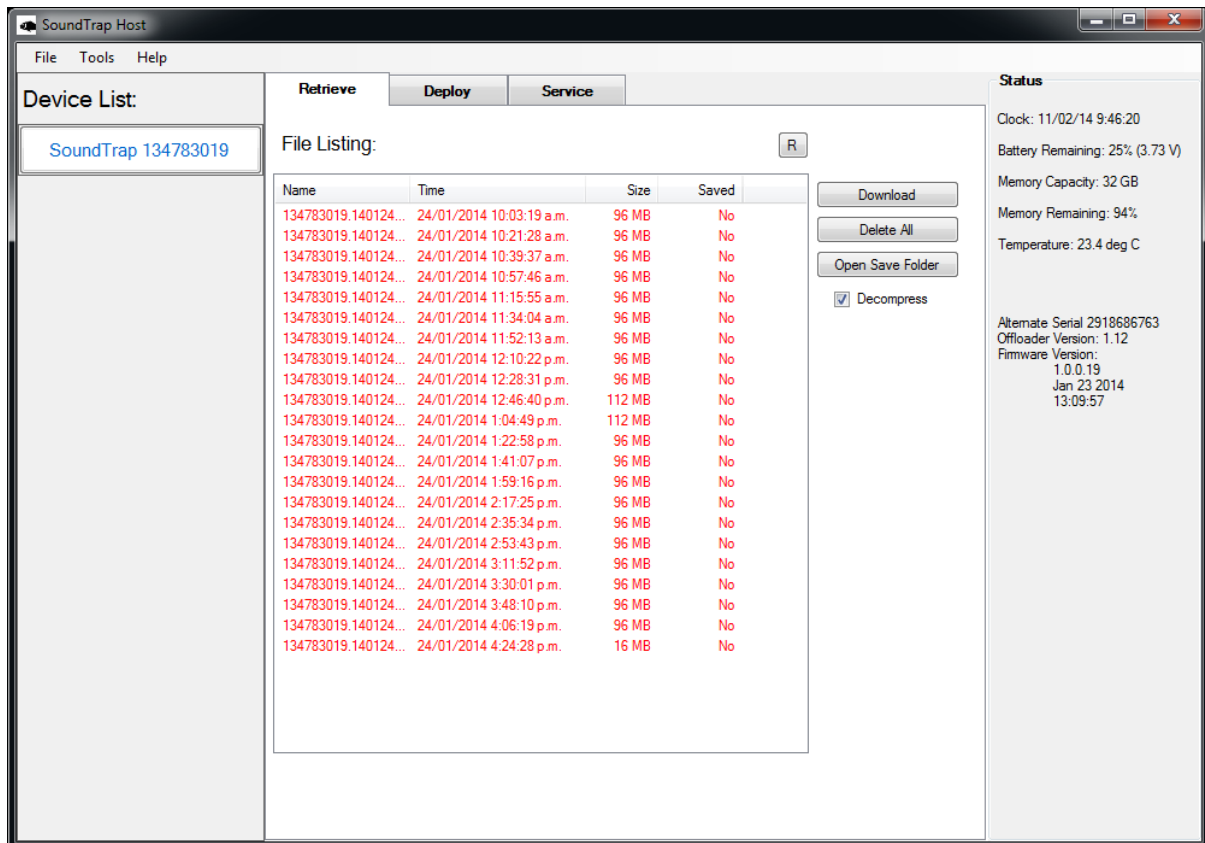 SoundTrap Host
File Tools Help
Device List:
SoundTrap 134783019
Retrieve Deploy Service
File Listing:
R
Name Time Size Saved
134783019.140124... 24/01/2014 10:03:19 a.m. 96 MB No
134783019.140124... 24/01/2014 10:21:28 a.m. 96 MB No
134783019.140124... 24/01/2014 10:39:37 a.m. 96 MB No
134783019.140124... 24/01/2014 10:57:46 a.m. 96 MB No
134783019.140124... 24/01/2014 11:15:55 a.m. 96 MB No
134783019.140124... 24/01/2014 11:34:04 a.m. 96 MB No
134783019.140124... 24/01/2014 11:52:13 a.m. 96 MB No
134783019.140124... 24/01/2014 12:10:22 p.m. 96 MB No
134783019.140124... 24/01/2014 12:28:31 p.m. 96 MB No
134783019.140124... 24/01/2014 12:46:40 p.m. 112 MB No
134783019.140124... 24/01/2014 1:04:49 p.m. 112 MB No
134783019.140124... 24/01/2014 1:22:58 p.m. 96 MB No
134783019.140124... 24/01/2014 1:41:07 p.m. 96 MB No
134783019.140124... 24/01/2014 1:59:16 p.m. 96 MB No
134783019.140124... 24/01/2014 2:17:25 p.m. 96 MB No
134783019.140124... 24/01/2014 2:35:34 p.m. 96 MB No
134783019.140124... 24/01/2014 2:53:43 p.m. 96 MB No
134783019.140124... 24/01/2014 3:11:52 p.m. 96 MB No
134783019.140124... 24/01/2014 3:30:01 p.m. 96 MB No
134783019.140124... 24/01/2014 3:48:10 p.m. 96 MB No
134783019.140124... 24/01/2014 4:06:19 p.m. 96 MB No
134783019.140124... 24/01/2014 4:24:28 p.m. 16 MB No
Download
Delete All
Open Save Folder
Decompress
Status
Clock: 11/02/14 9:46:20
Battery Remaining: 25% (3.73 V)
Memory Capacity: 32 GB
Memory Remaining: 94%
Temperature: 23.4 deg C
Alternate Serial 2918686763
Offloader Version: 1.12
Firmware Version:
1.0.0.19
Jan 23 2014
13:09:57